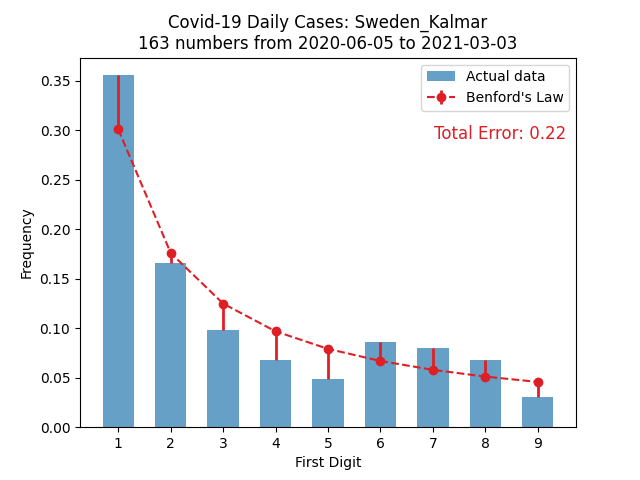 Covid-19 Daily Cases: Sweden_Kalmar
163 numbers from 2020-06-05 to 2021-03-03
Actual data
Benford's Law
Total Error: 0.22
Frequency
0.35
0.30
0.25
0.20
0.15
0.10
0.05
0.00
1 2 3 4 5 6 7 8 9
First Digit